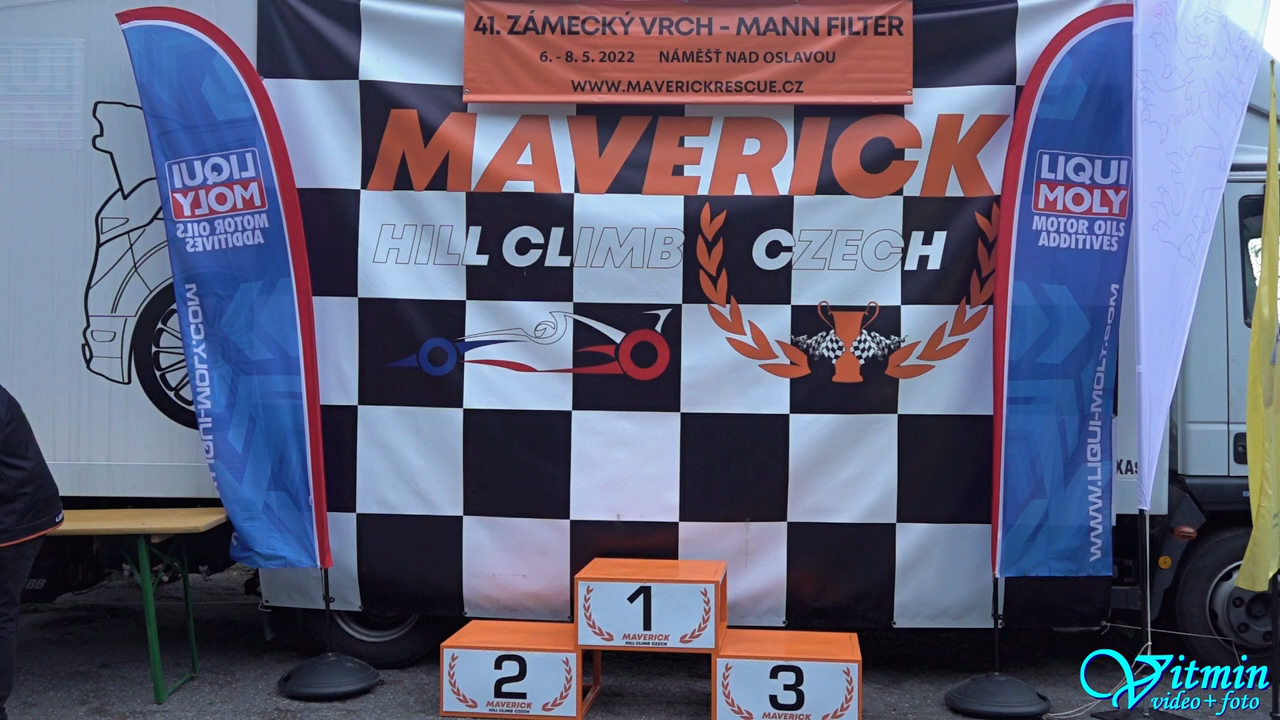 41. ZÁMECKÝ VRCH - MANN FILTER
6. - 8. 5. 2022 NÁMĚŠŤ NAD OSLAVOU
WWW.MAVERICKRESCUE.CZ
MAVERICK
HILL CLIMB CZECH
LIQUI
MOLY
MOTOR OILS
ADDITIVES
WWW.LIQUI-MOLY.COM
LIQUI
MOLY
MOTOR OILS
ADDITIVES
WWW.LIQUI-MOLY.COM
1
MAVERICK
HILL CLIMB CZECH
2
MAVERICK
HILL CLIMB CZECH
3
MAVERICK
Vitmin
video + foto